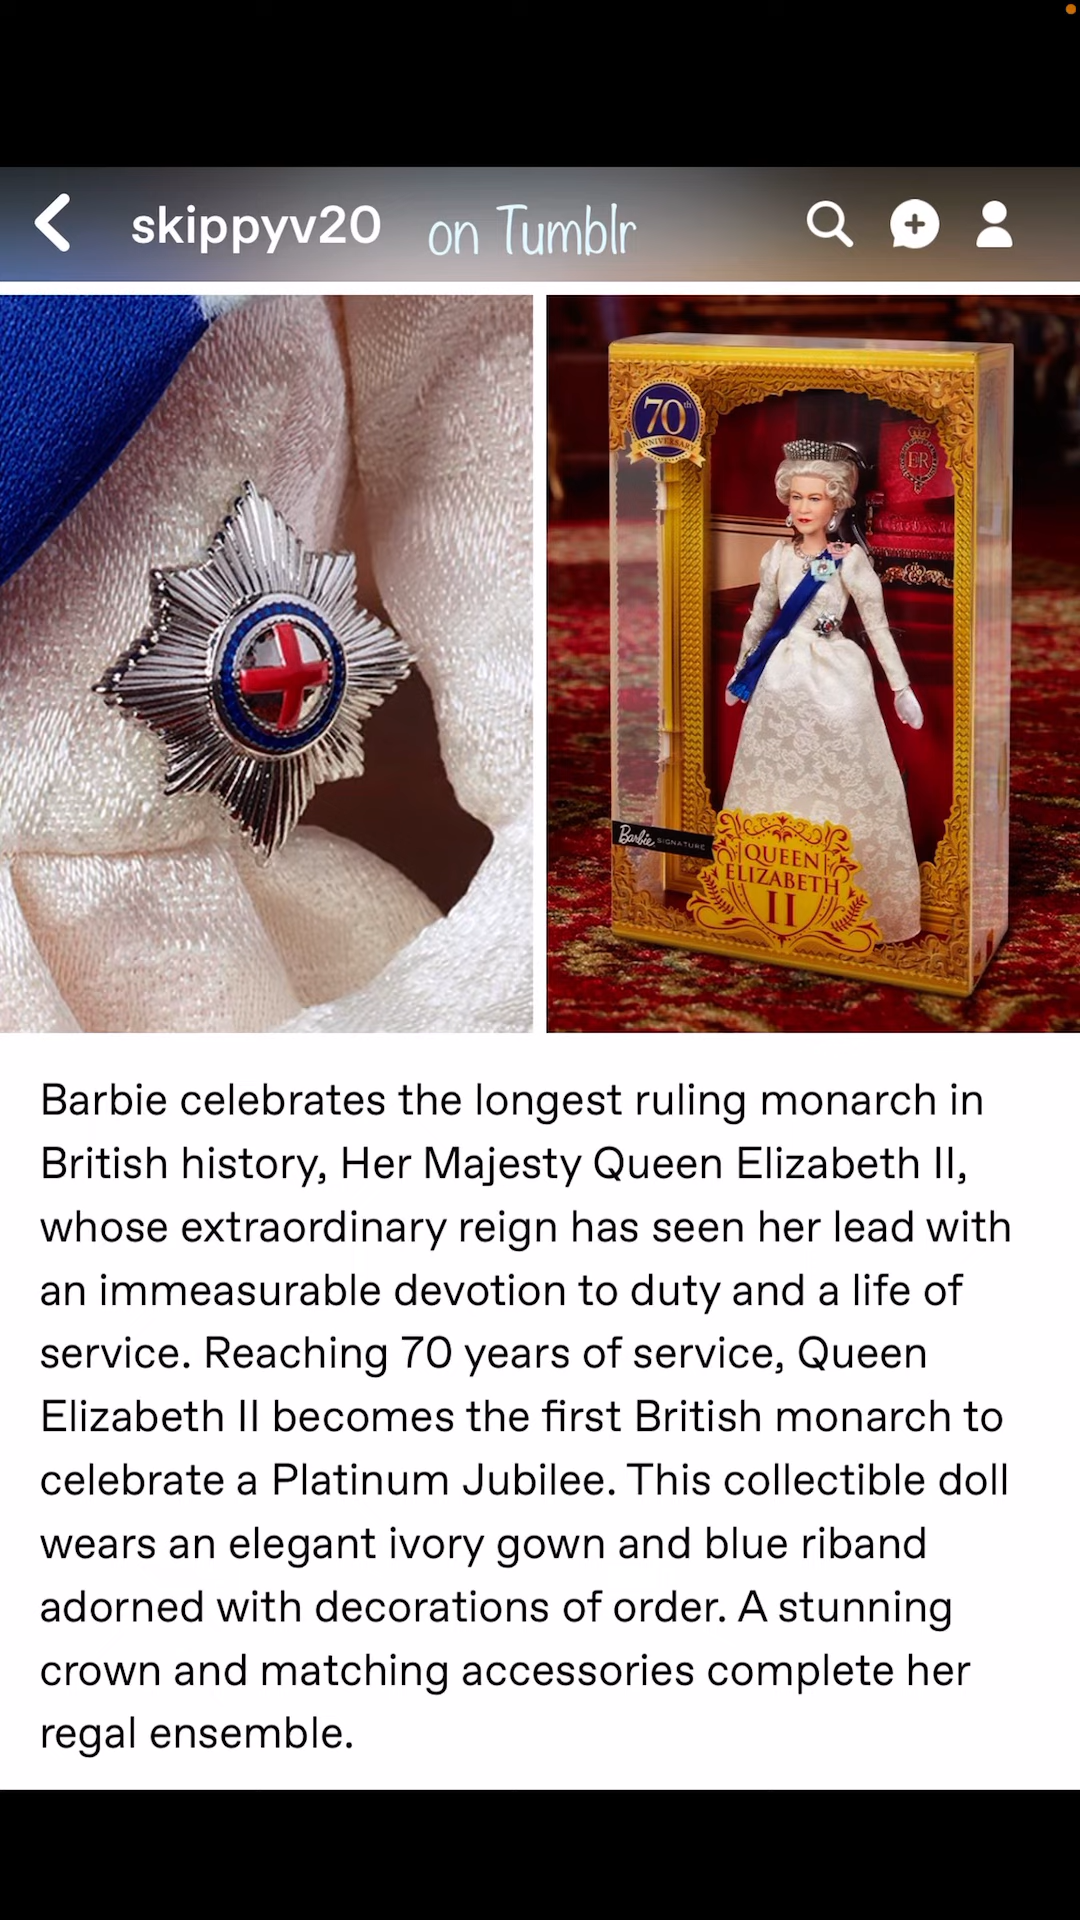 skippyv20 on Tumblr
70th
ANNIVERSARY
ER
Barbie SIGNATURE
QUEEN
ELIZABETH
II
Barbie celebrates the longest ruling monarch in
British history, Her Majesty Queen Elizabeth II,
whose extraordinary reign has seen her lead with
an immeasurable devotion to duty and a life of
service. Reaching 70 years of service, Queen
Elizabeth II becomes the first British monarch to
celebrate a Platinum Jubilee. This collectible doll
wears an elegant ivory gown and blue riband
adorned with decorations of order. A stunning
crown and matching accessories complete her
regal ensemble.